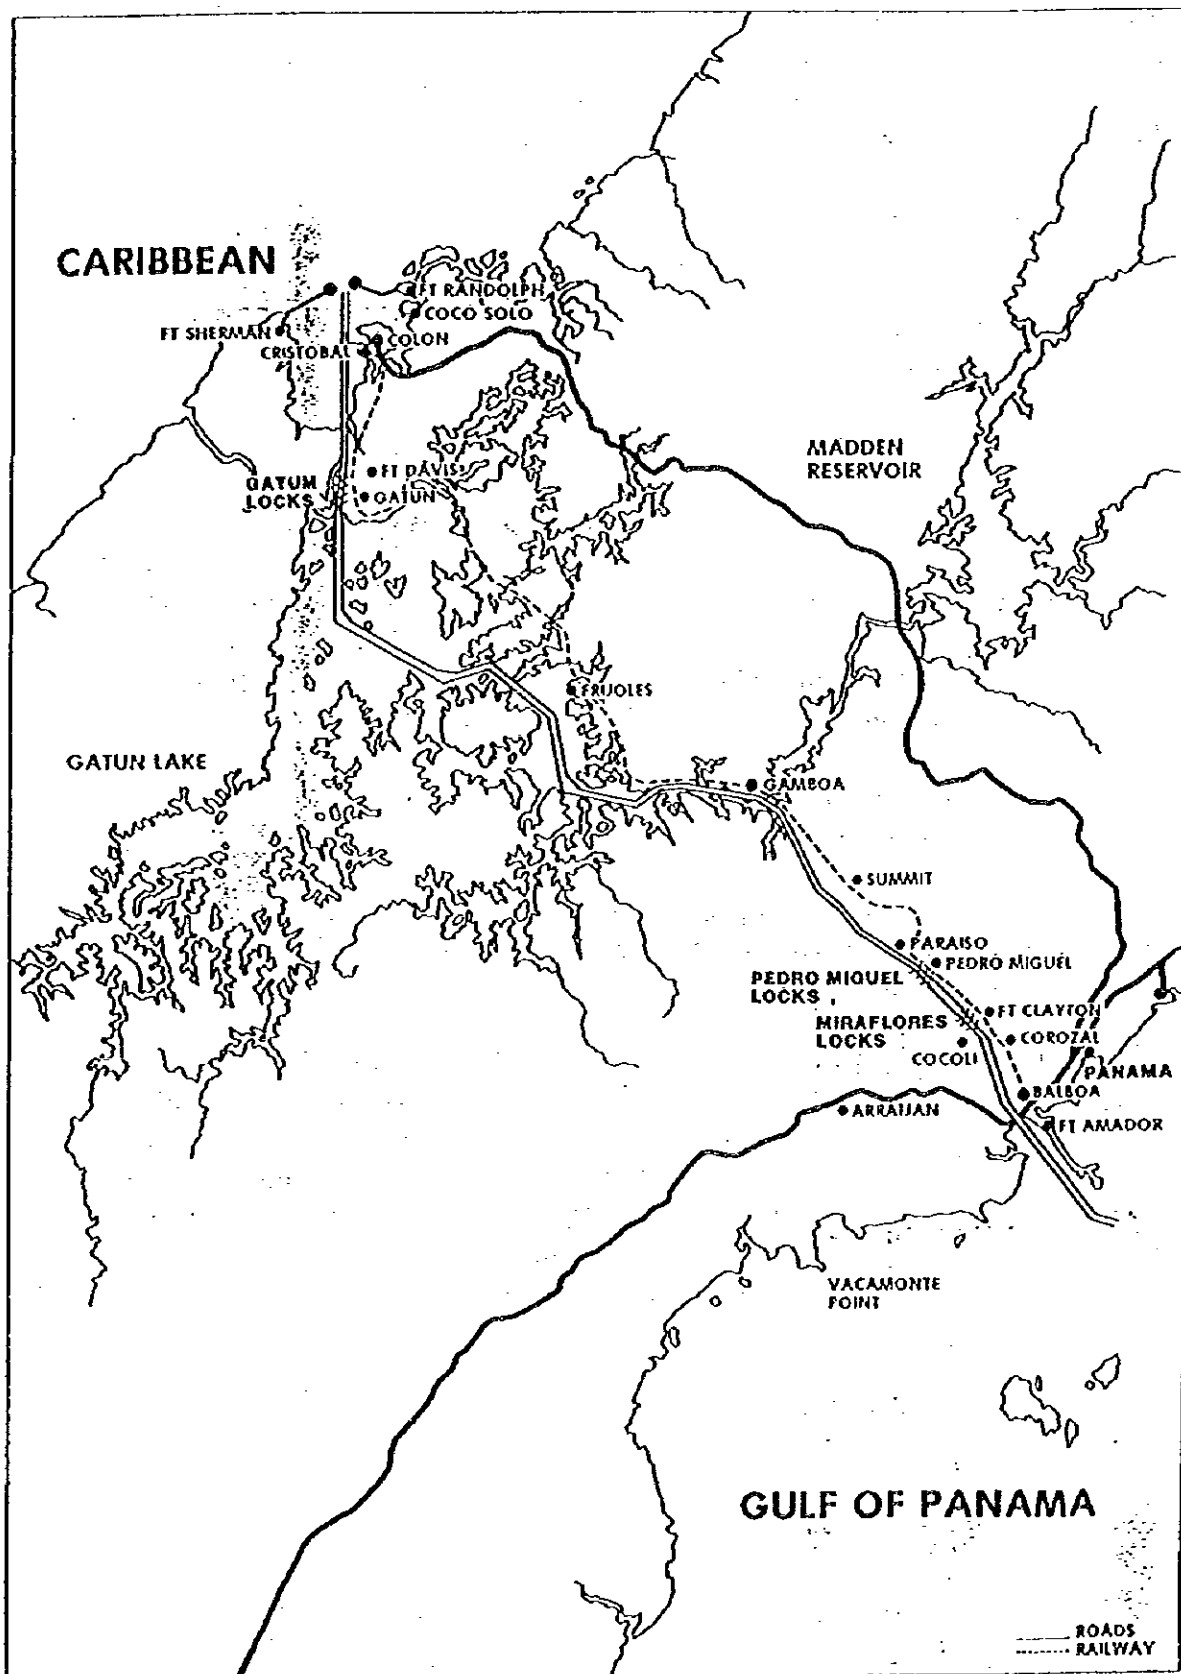 CARIBBEAN
FT RANDOLPH
COCO SOLO
FT SHERMAN
COLON
CRISTOBAL
MADDEN
RESERVOIR
FT DAVIS
GATUM
LOCKS
GATUN
FRIJOLES
GATUN LAKE
GAMBOA
SUMMIT
PARAISO
PEDRO MIGUEL
PEDRO MIGUEL
LOCKS
FT CLAYTON
MIRAFLORES
LOCKS
COROZAL
COCOLI
PANAMA
BALBOA
ARRAIJAN
FT AMADOR
VACAMONTE
POINT
GULF OF PANAMA
ROADS
RAILWAY